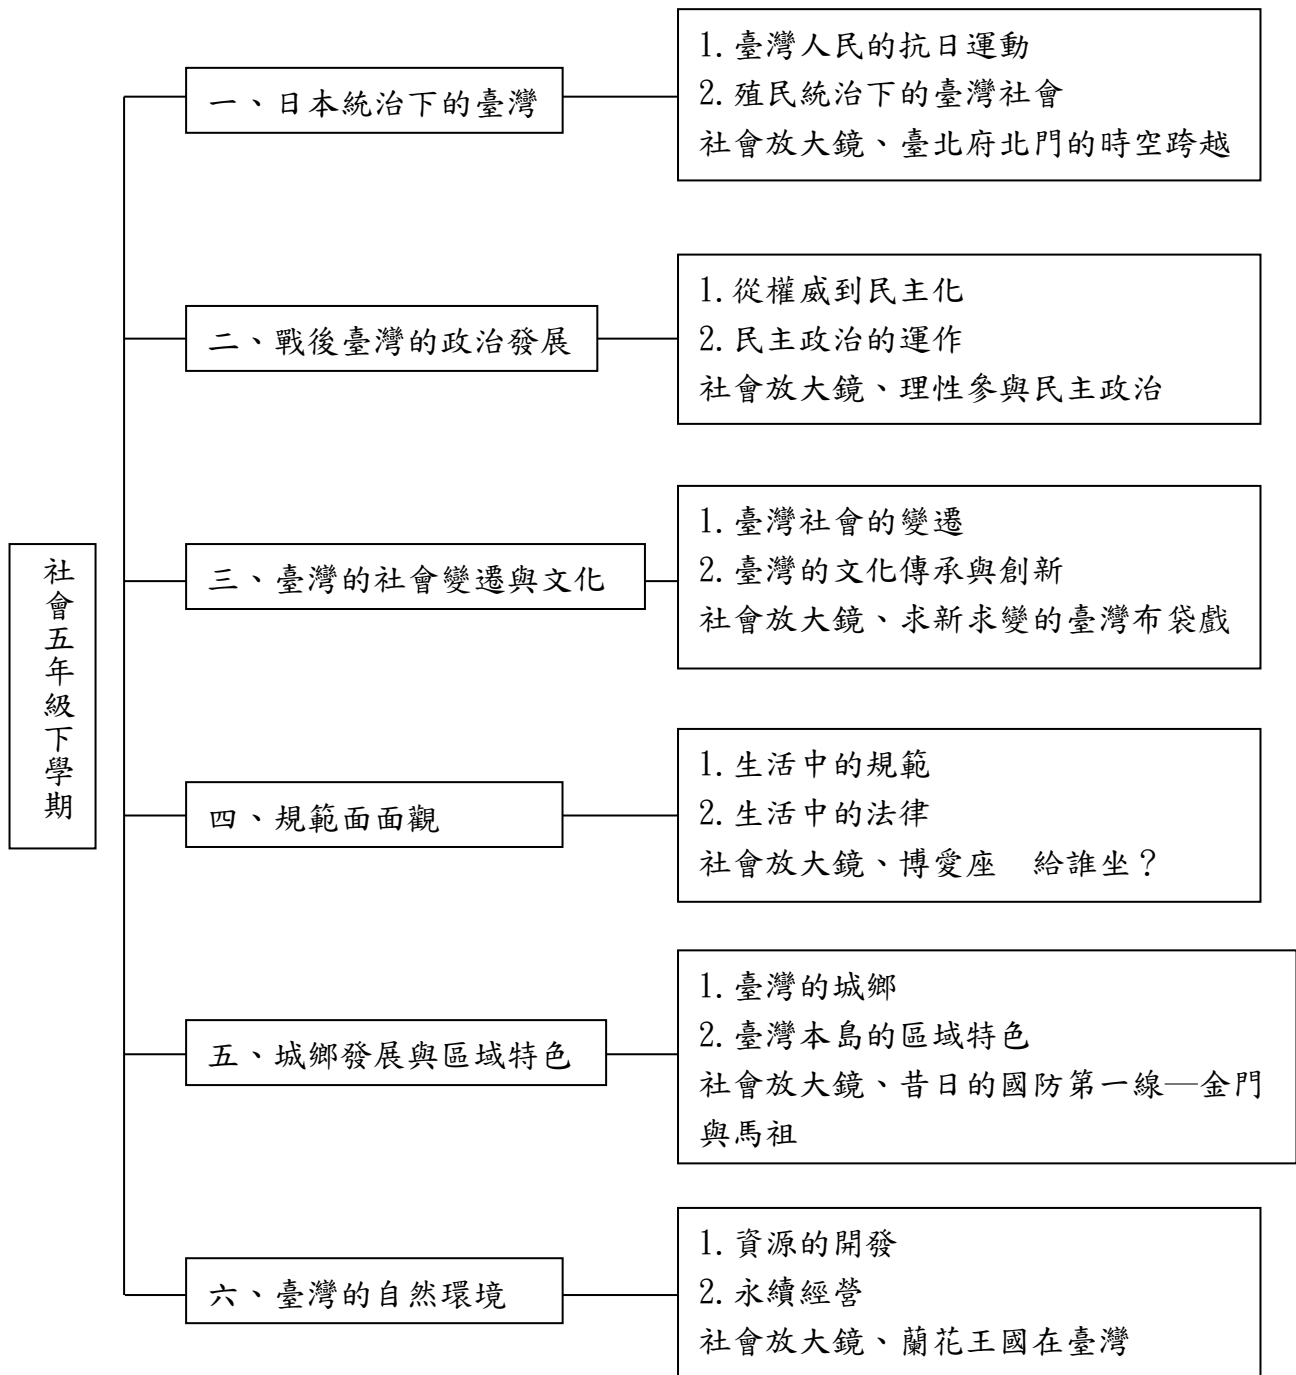 社會五年級下學期
一、日本統治下的臺灣
1.臺灣人民的抗日運動
2.殖民統治下的臺灣社會
社會放大鏡、臺北府北門的時空跨越
二、戰後臺灣的政治發展
1.從權威到民主化
2.民主政治的運作
社會放大鏡、理性參與民主政治
三、臺灣的社會變遷與文化
1.臺灣社會的變遷
2.臺灣的文化傳承與創新
社會放大鏡、求新求變的臺灣布袋戲
四、規範面面觀
1.生活中的規範
2.生活中的法律
社會放大鏡、博愛座　給誰坐？
五、城鄉發展與區域特色
1.臺灣的城鄉
2.臺灣本島的區域特色
社會放大鏡、昔日的國防第一線—金門
與馬祖
六、臺灣的自然環境
1.資源的開發
2.永續經營
社會放大鏡、蘭花王國在臺灣